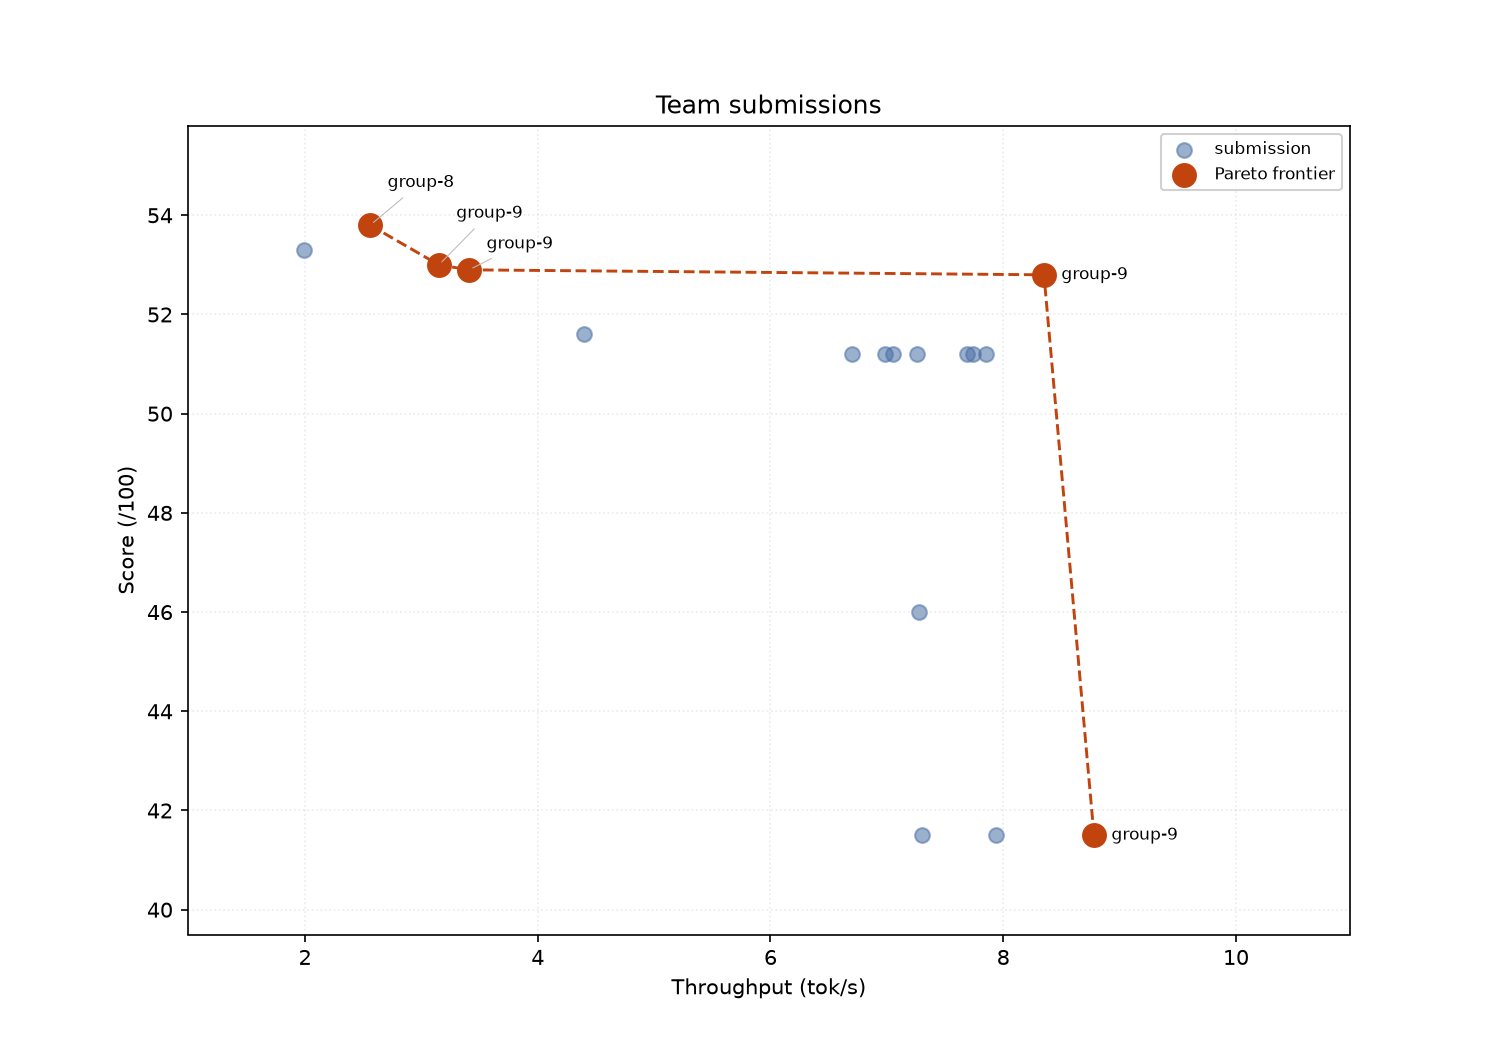 Team submissions
submission
Pareto frontier
group-8
group-9
group-9
group-9
group-9
54
52
50
48
46
44
42
40
Score (/100)
2
4
6
8
10
Throughput (tok/s)